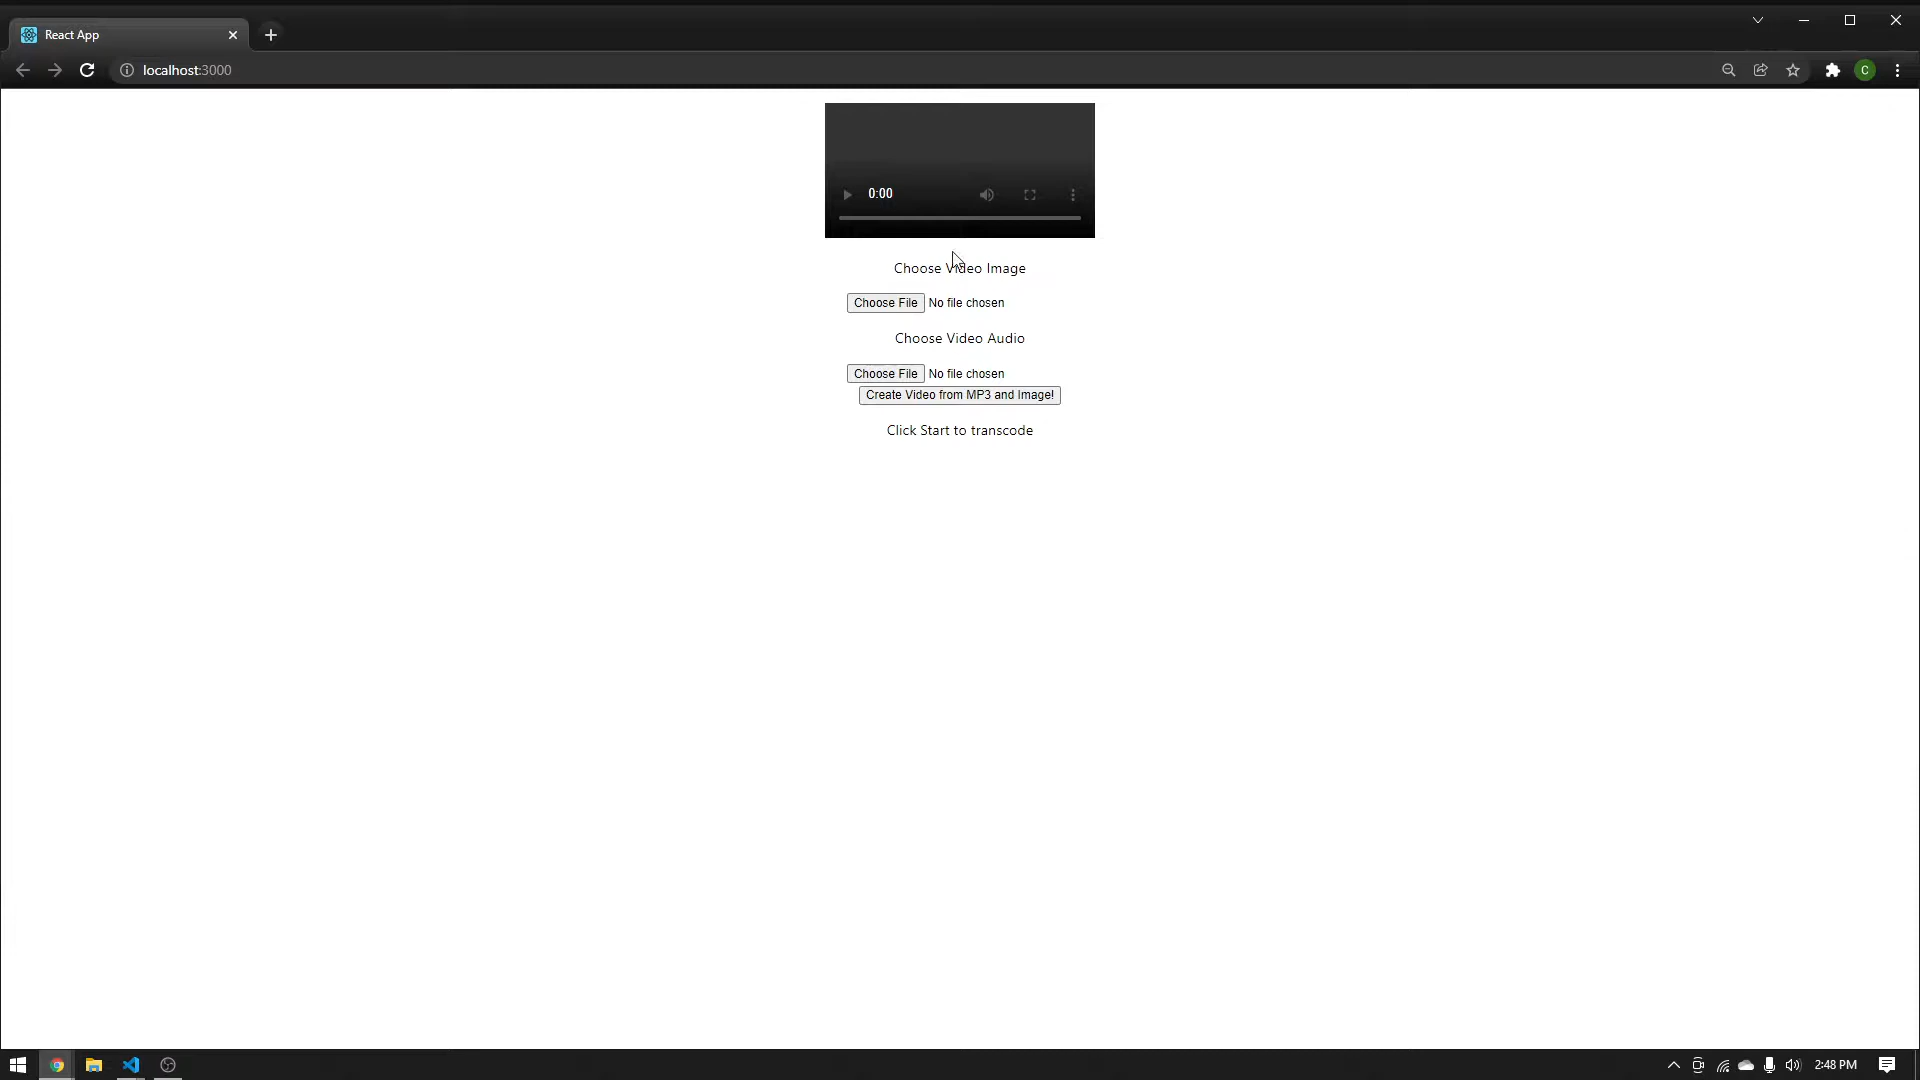 React App
localhost:3000
0:00
Choose Video Image
Choose File No file chosen
Choose Video Audio
Choose File No file chosen
Create Video from MP3 and Image!
Click Start to transcode
C
2:48 PM